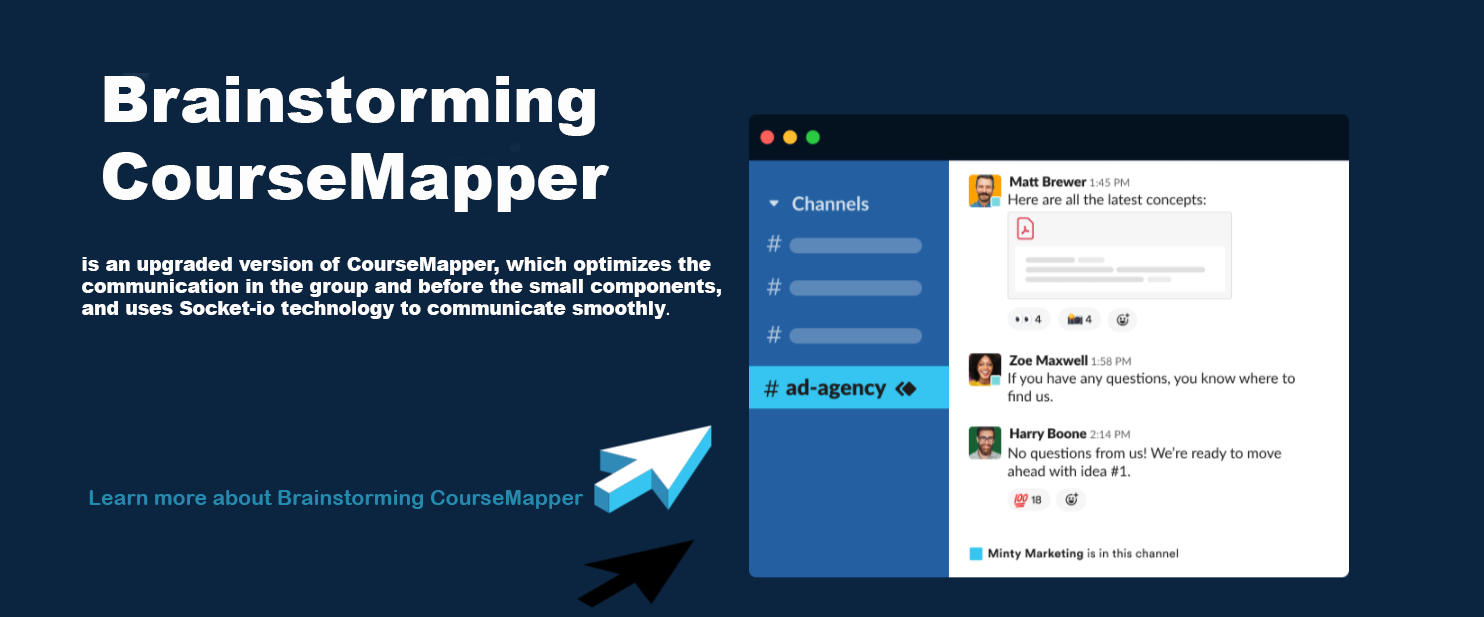 Brainstorming
CourseMapper
is an upgraded version of CourseMapper, which optimizes the
communication in the group and before the small components,
and uses Socket-io technology to communicate smoothly.
Learn more about Brainstorming CourseMapper
Channels
#
#
#
# ad-agency
Matt Brewer 1:45 PM
Here are all the latest concepts:
4 4
Zoe Maxwell 1:58 PM
If you have any questions, you know where to
find us.
Harry Boone 2:14 PM
No questions from us! We're ready to move
ahead with idea #1.
💯 18
Minty Marketing is in this channel